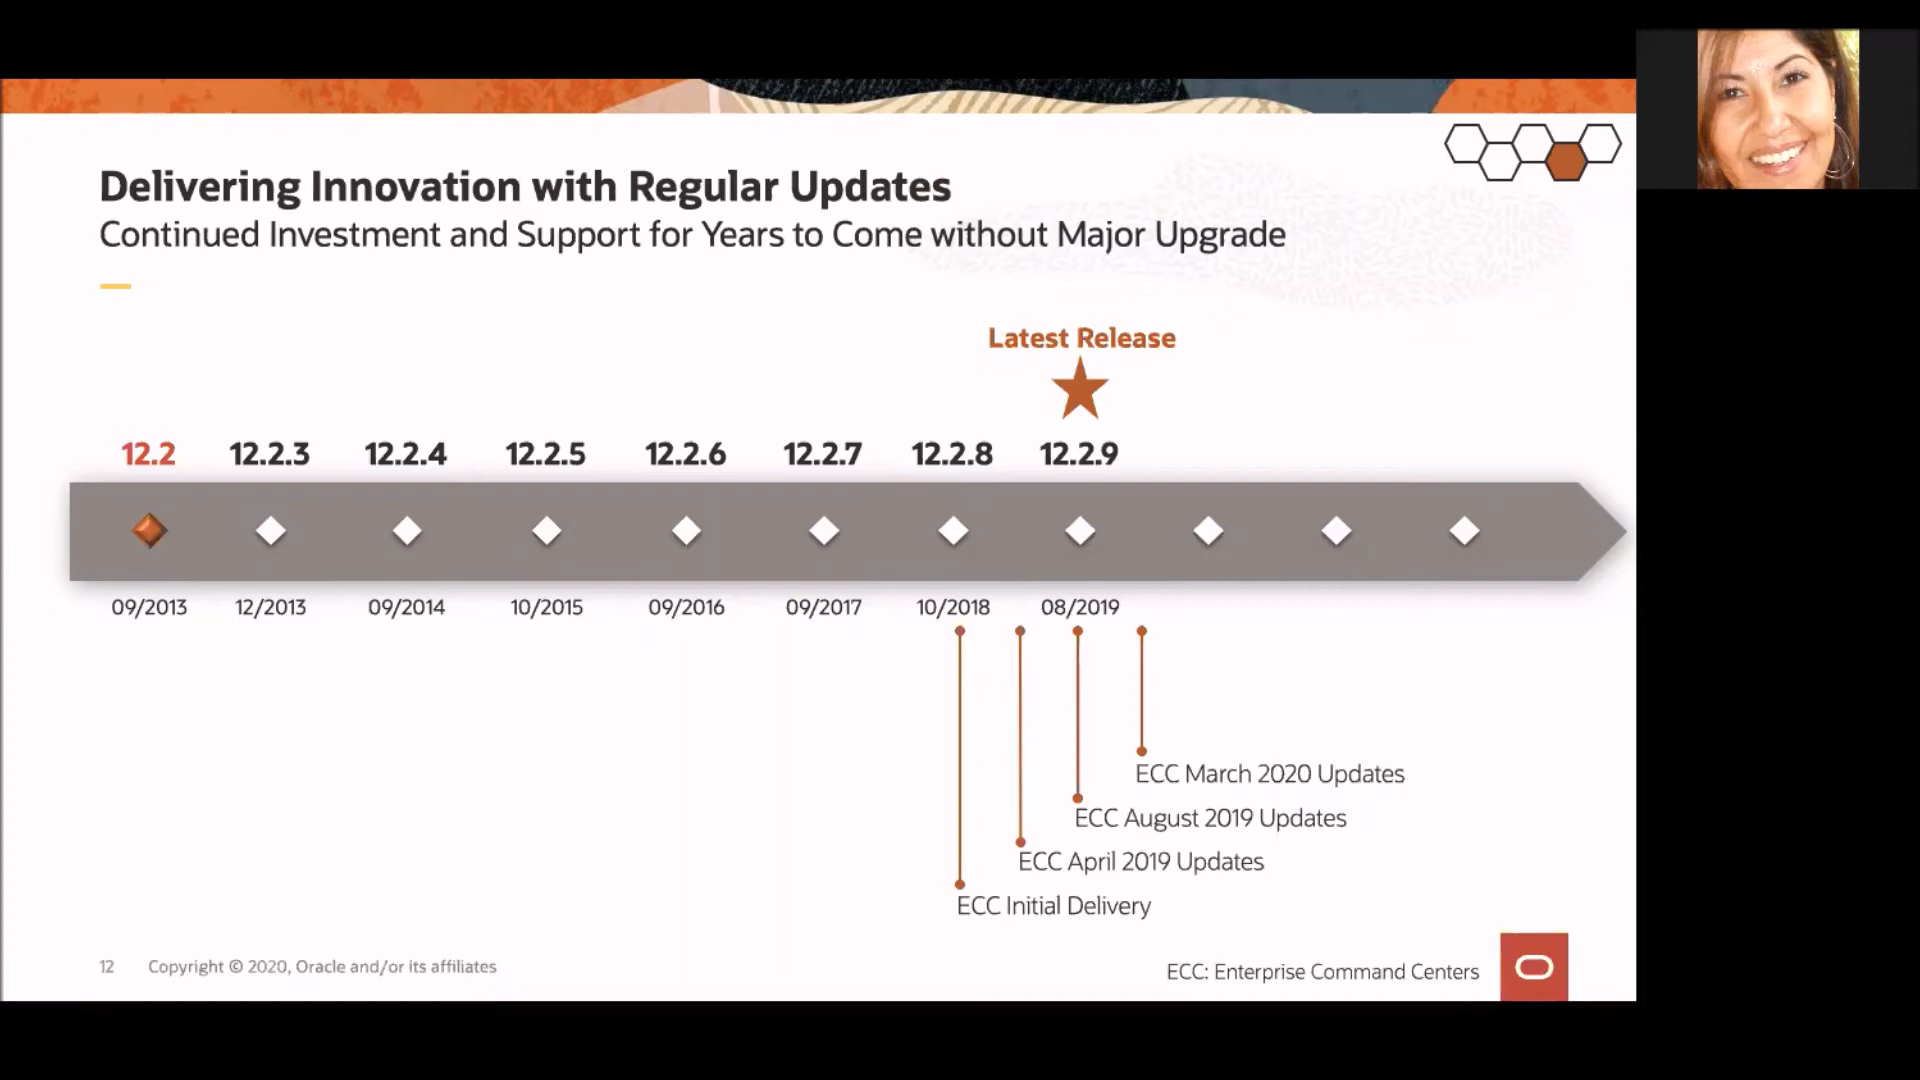 Delivering Innovation with Regular Updates
Continued Investment and Support for Years to Come without Major Upgrade
Latest Release
12.2 12.2.3 12.2.4 12.2.5 12.2.6 12.2.7 12.2.8 12.2.9
09/2013 12/2013 09/2014 10/2015 09/2016 09/2017 10/2018 08/2019
ECC March 2020 Updates
ECC August 2019 Updates
ECC April 2019 Updates
ECC Initial Delivery
12 Copyright © 2020, Oracle and/or its affiliates
ECC: Enterprise Command Centers